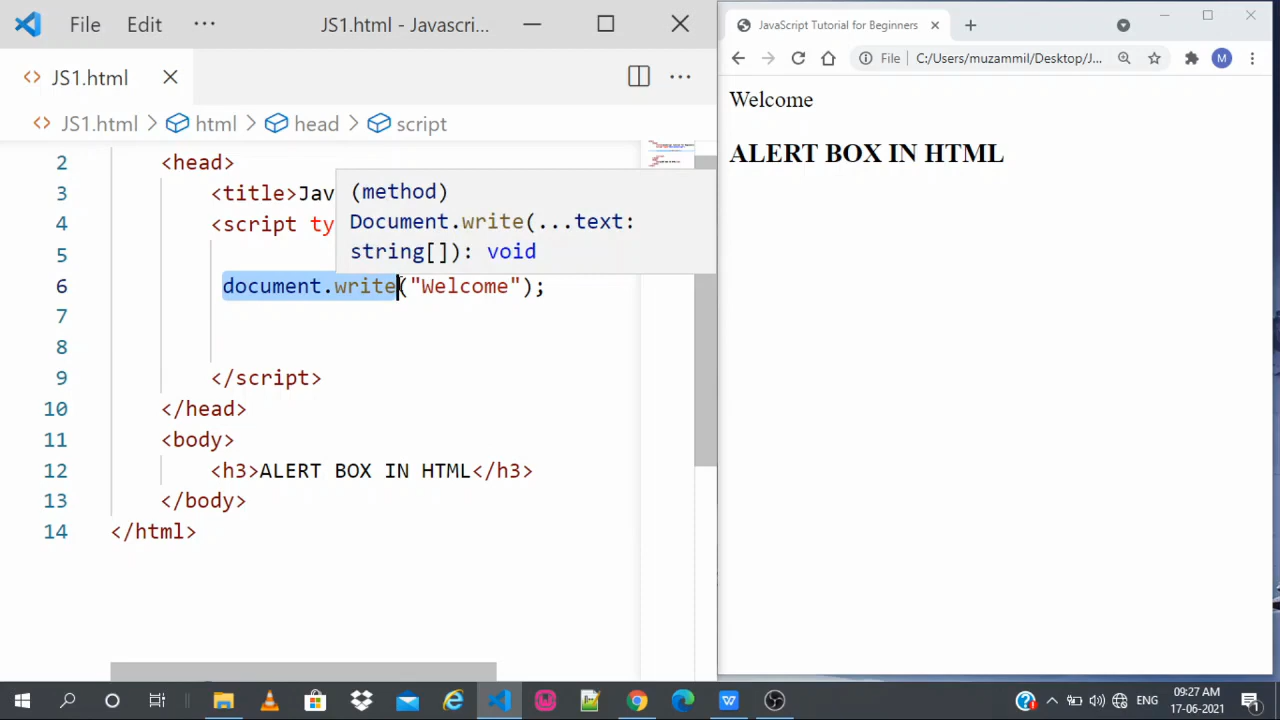 File Edit ··· JS1.html - Javascri...
JS1.html
JS1.html > html > head > script
2 <head>
3 <title>Jav
4 <script ty
5
6 document.write("Welcome");
7
8
9 </script>
10 </head>
11 <body>
12 <h3>ALERT BOX IN HTML</h3>
13 </body>
14 </html>
(method)
Document.write(...text:
string[]): void
JavaScript Tutorial for Beginners
File | C:/Users/muzammil/Desktop/J... M
Welcome
ALERT BOX IN HTML
ENG 09:27 AM
17-06-2021 1